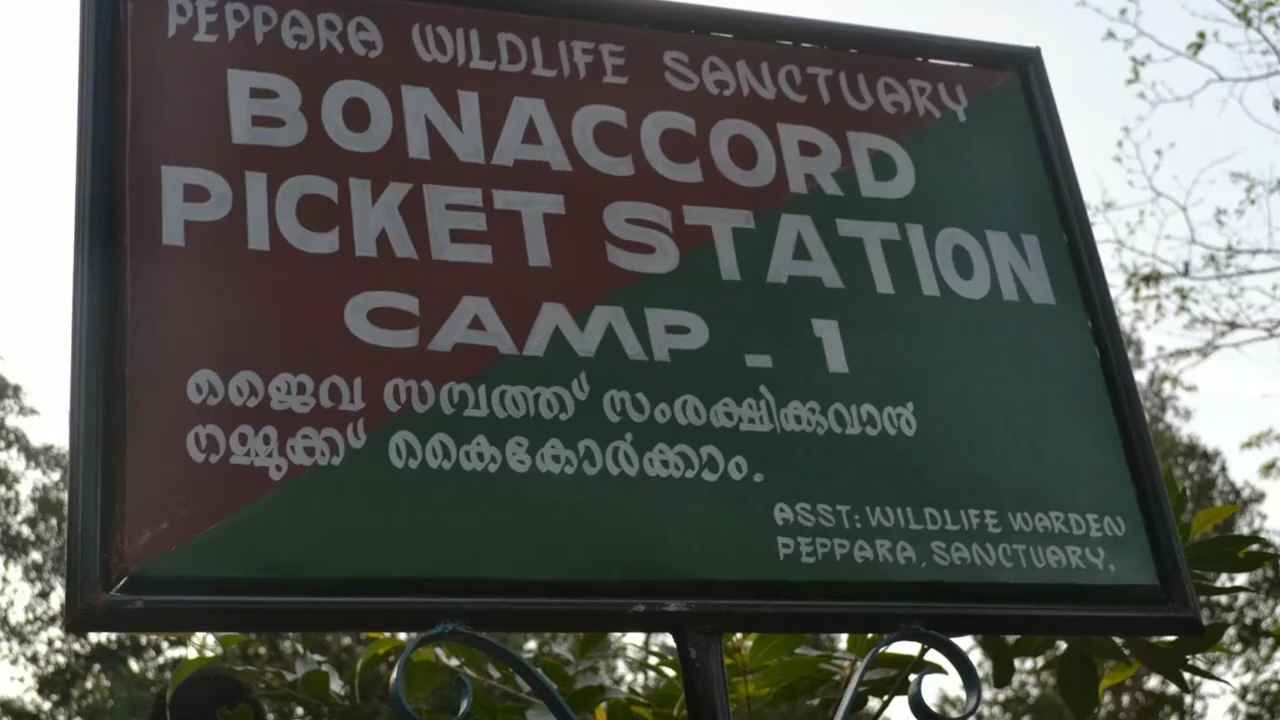 PEPPARA WILDLIFE SANCTUARY
BONACCORD
PICKET STATION
CAMP - 1
ജൈവ സമ്പത്ത് സംരക്ഷിക്കുവാൻ
നമ്മുക്ക് കൈകോർക്കാം.
ASST: WILDLIFE WARDEN
PEPPARA, SANCTUARY.